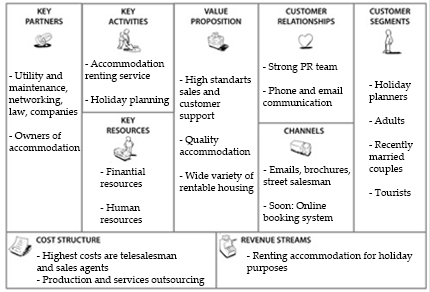 KEY
PARTNERS
- Utility and
maintenance,
networking,
law, companies
- Owners of
accommodation
KEY
ACTIVITIES
- Accommodation
renting service
- Holiday planning
KEY
RESOURCES
- Finantial
resources
- Human
resources
VALUE
PROPOSITION
- High standarts
sales and
customer
support
- Quality
accommodation
- Wide variety of
rentable housing
CUSTOMER
RELATIONSHIPS
- Strong PR team
- Phone and email
communication
CHANNELS
- Emails, brochures,
street salesman
- Soon: Online
booking system
CUSTOMER
SEGMENTS
- Holiday
planners
- Adults
- Recently
married
couples
- Tourists
COST STRUCTURE
- Highest costs are telesalesman
and sales agents
- Production and services outsourcing
REVENUE STREAMS
- Renting accommodation for holiday
purposes